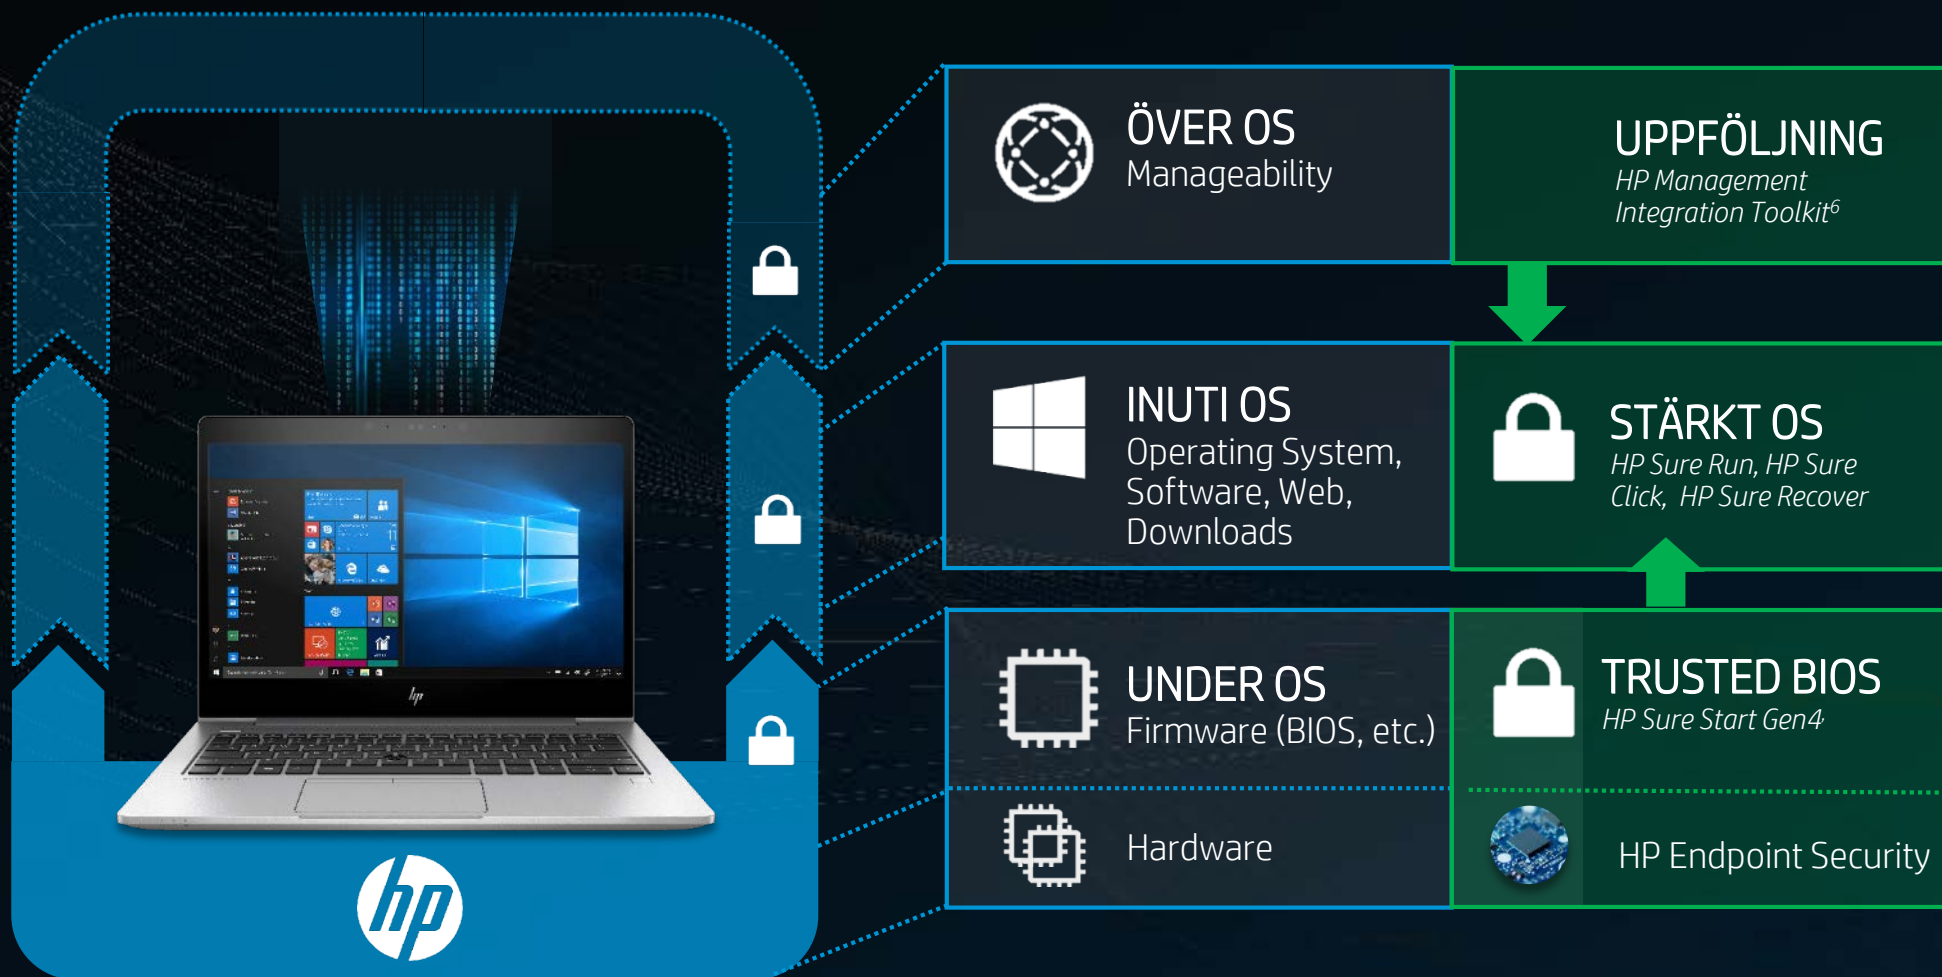 ÖVER OS
Manageability
UPPFÖLJNING
HP Management
Integration Toolkit⁶
INUTI OS
Operating System,
Software, Web,
Downloads
STÄRKT OS
HP Sure Run, HP Sure
Click, HP Sure Recover
UNDER OS
Firmware (BIOS, etc.)
TRUSTED BIOS
HP Sure Start Gen4
Hardware
HP Endpoint Security
hp
hp